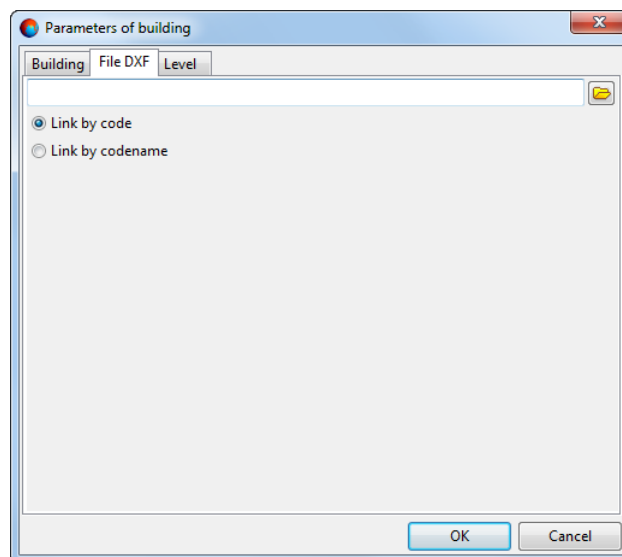 Parameters of building
Building File DXF Level
Link by code
Link by codename
OK Cancel